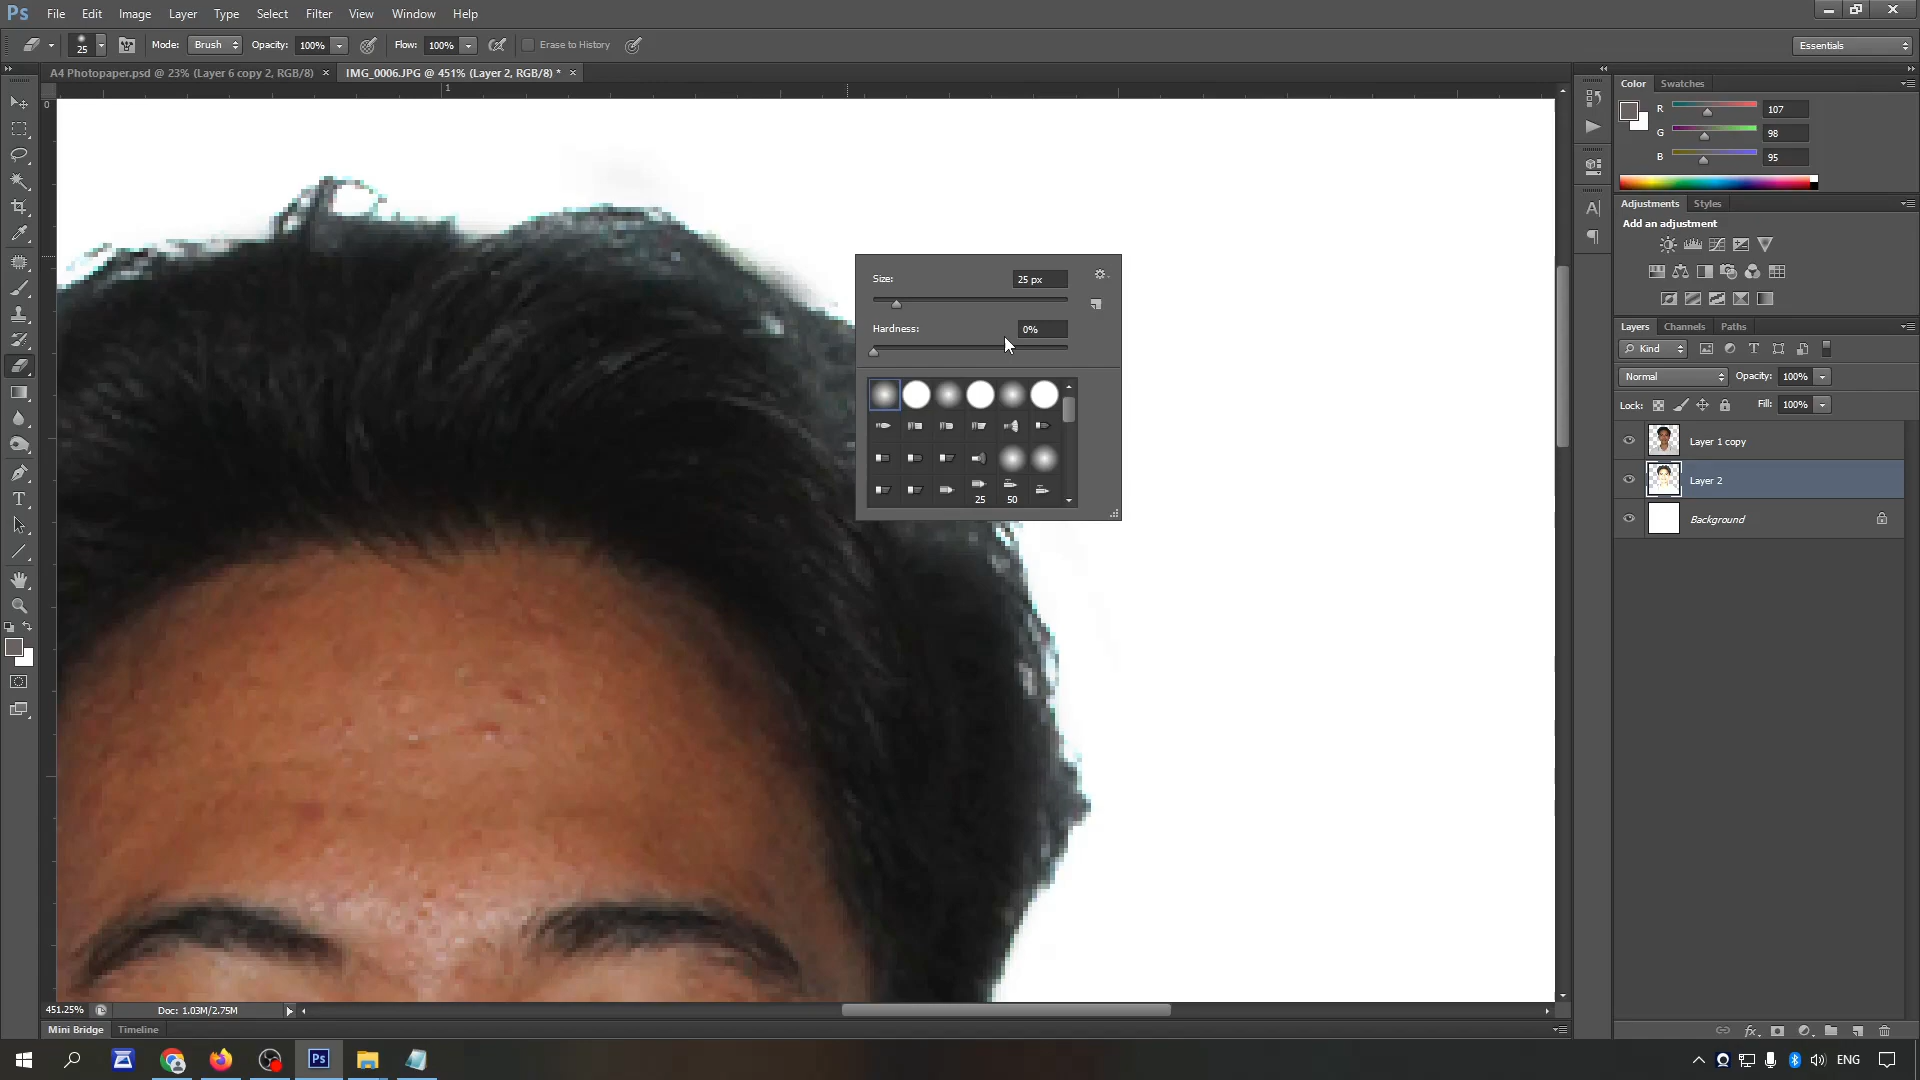 Ps File Edit Image Layer Type Select Filter Analysis View Window Help
25 Mode: Brush Opacity: 100% Flow: 100% Erase to History Essentials
A4 Photopaper.psd @ 23% (Layer 6 copy 2, RGB/8) × IMG_0006.JPG @ 451% (Layer 2, RGB/8) * ×
0 1
Color Swatches
R 107
G 98
B 95
Adjustments Styles
Add an adjustment
Size: 25 px
Hardness: 0%
25 50
Layers Channels Paths
Kind
Normal Opacity: 100%
Lock: Fill: 100%
Layer 1 copy
Layer 2
Background
451.25% Doc: 1.03M/2.75M
Mini Bridge Timeline
Ps ENG